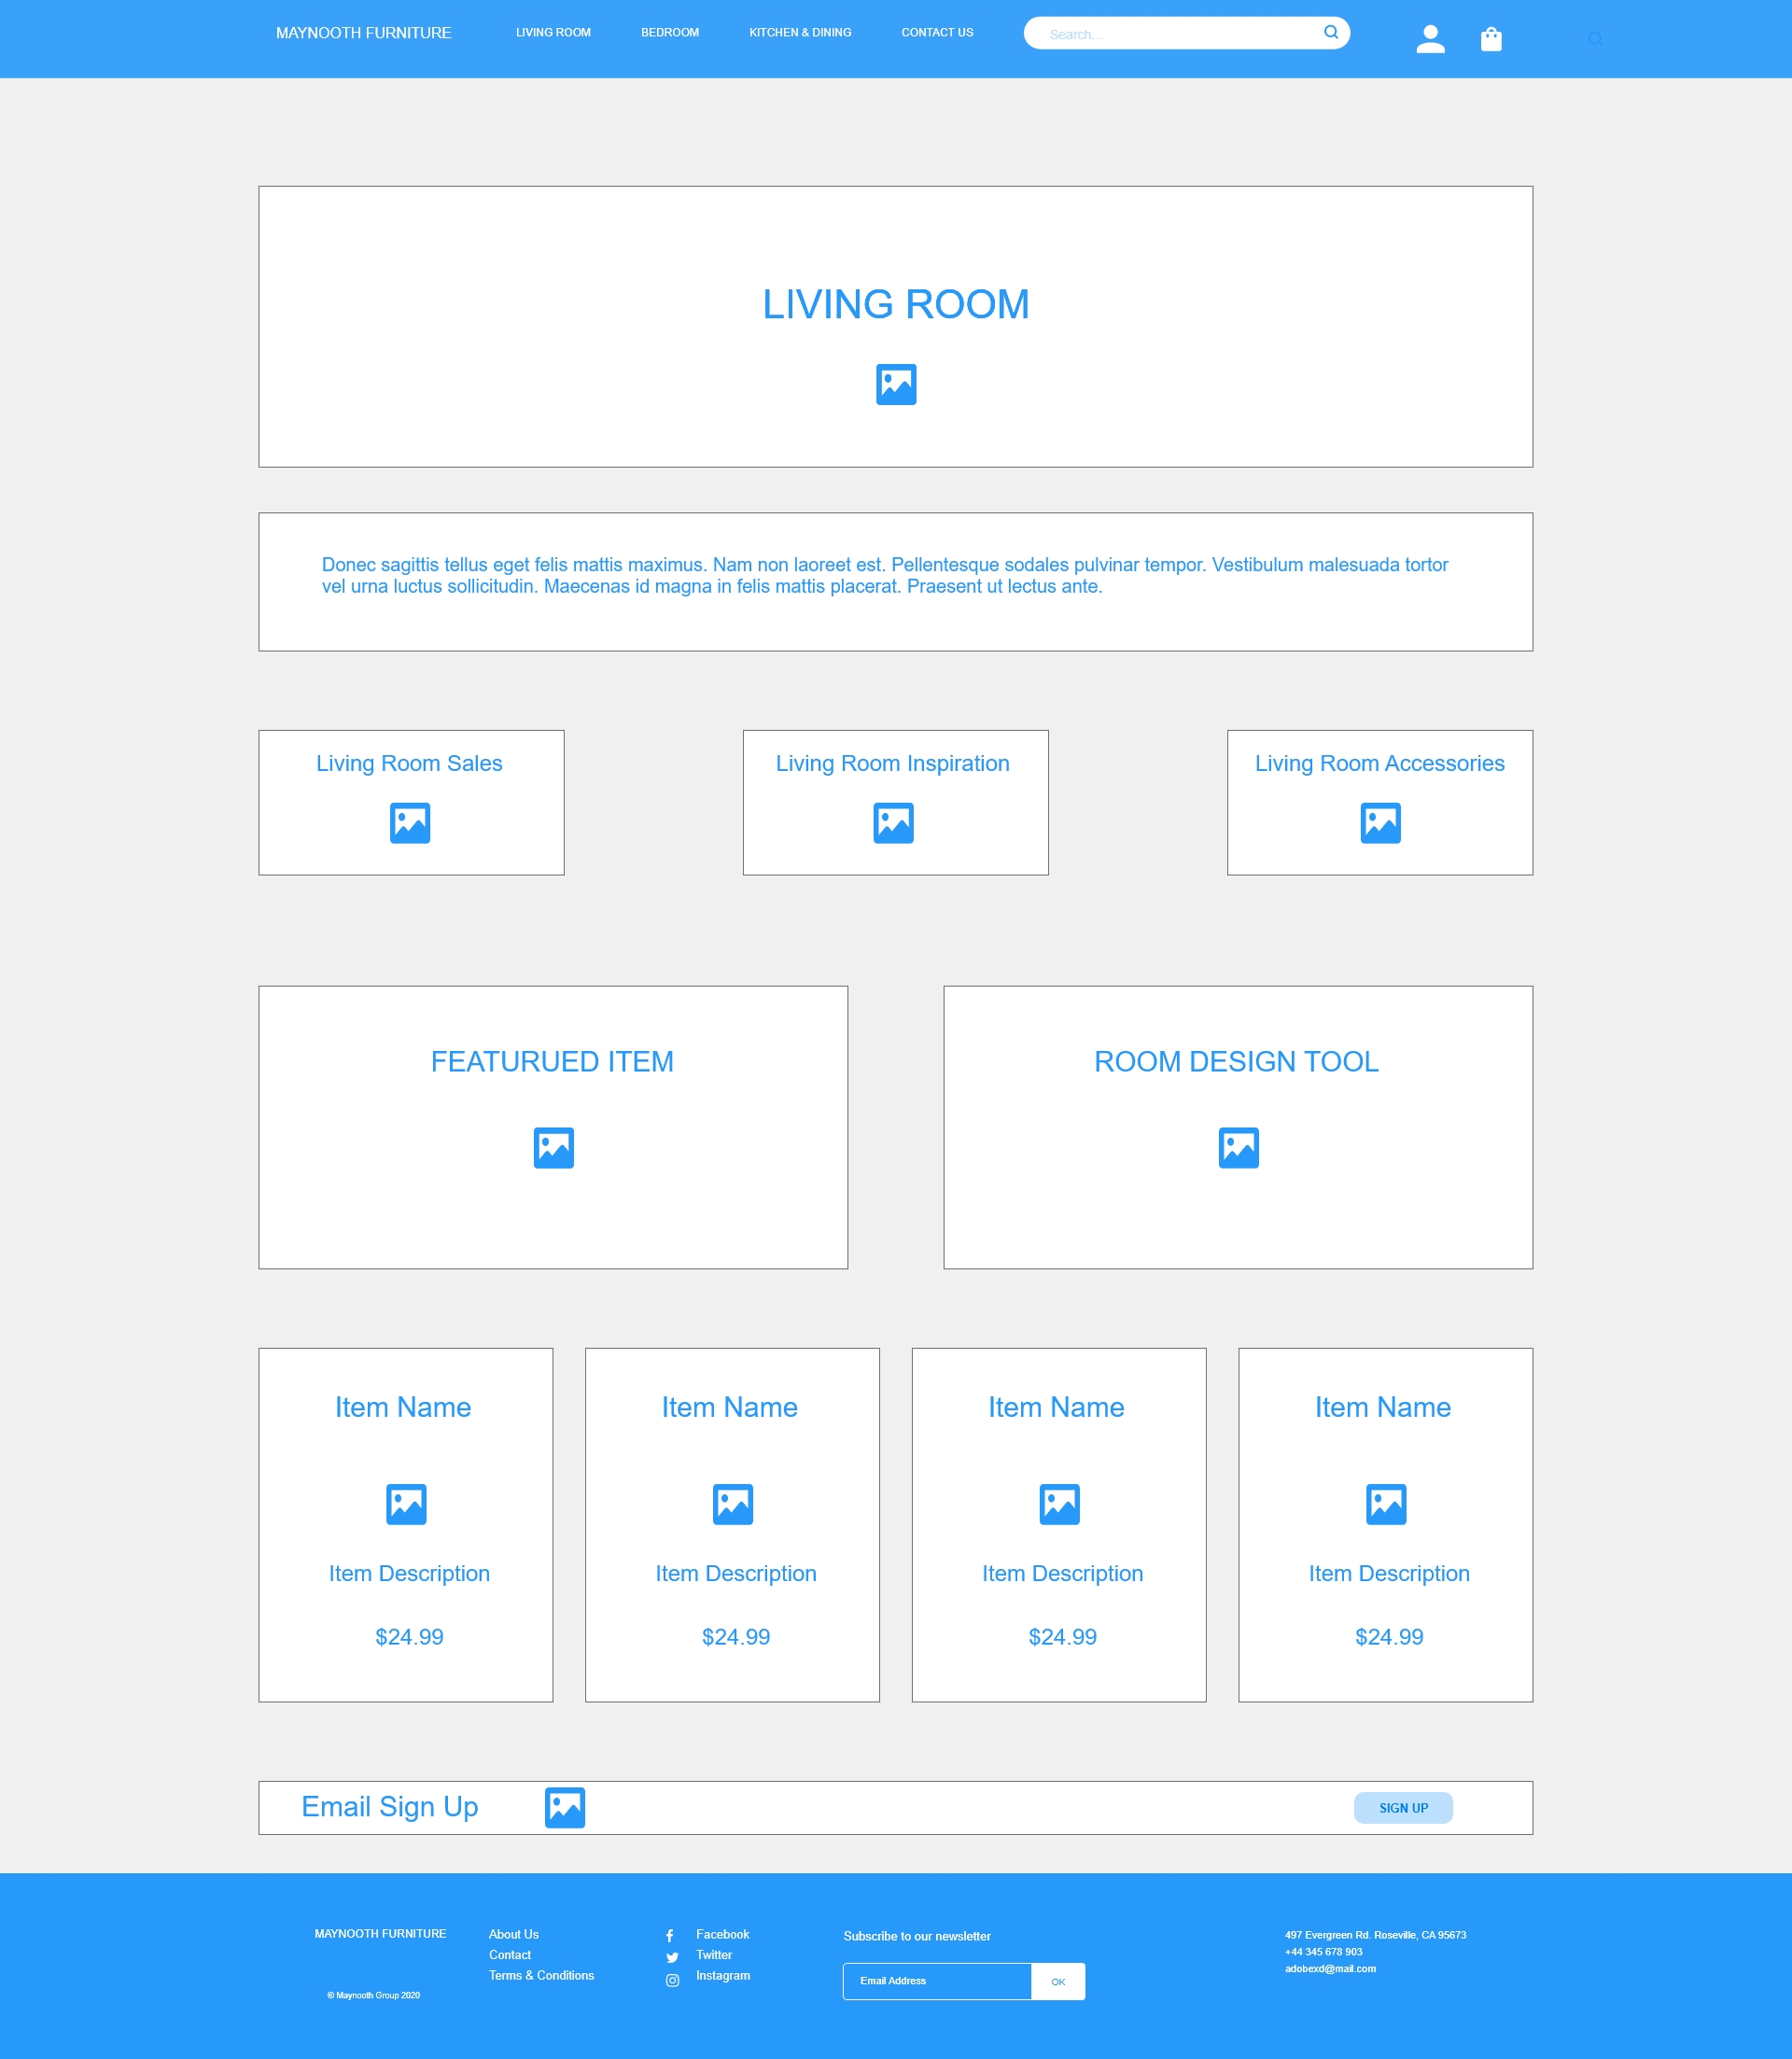 MAYNOOTH FURNITURE
LIVING ROOM
BEDROOM
KITCHEN & DINING
CONTACT US
Search...
LIVING ROOM
Donec sagittis tellus eget felis mattis maximus. Nam non laoreet est. Pellentesque sodales pulvinar tempor. Vestibulum malesuada tortor
vel urna luctus sollicitudin. Maecenas id magna in felis mattis placerat. Praesent ut lectus ante.
Living Room Sales
Living Room Inspiration
Living Room Accessories
FEATURUED ITEM
ROOM DESIGN TOOL
Item Name
Item Description
$24.99
Item Name
Item Description
$24.99
Item Name
Item Description
$24.99
Item Name
Item Description
$24.99
Email Sign Up
SIGN UP
MAYNOOTH FURNITURE
© Maynooth Group 2020
About Us
Contact
Terms & Conditions
Facebook
Twitter
Instagram
Subscribe to our newsletter
Email Address
OK
497 Evergreen Rd. Roseville, CA 95673
+44 345 678 903
adobexd@mail.com